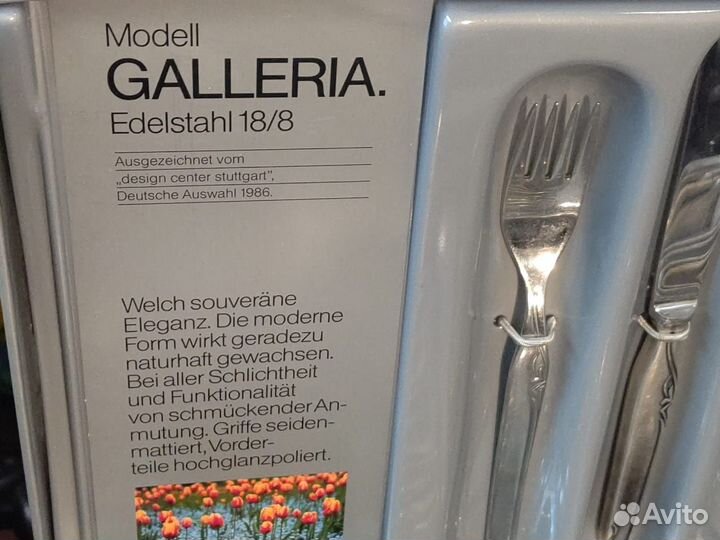 Modell
GALLERIA.
Edelstahl 18/8
Ausgezeichnet vom
„design center stuttgart”,
Deutsche Auswahl 1986.
Welch souveräne
Eleganz. Die moderne
Form wirkt geradezu
naturhaft gewachsen.
Bei aller Schlichtheit
und Funktionalität
von schmückender An-
mutung. Griffe seiden-
mattiert, Vorder-
teile hochglanzpoliert.
Avito